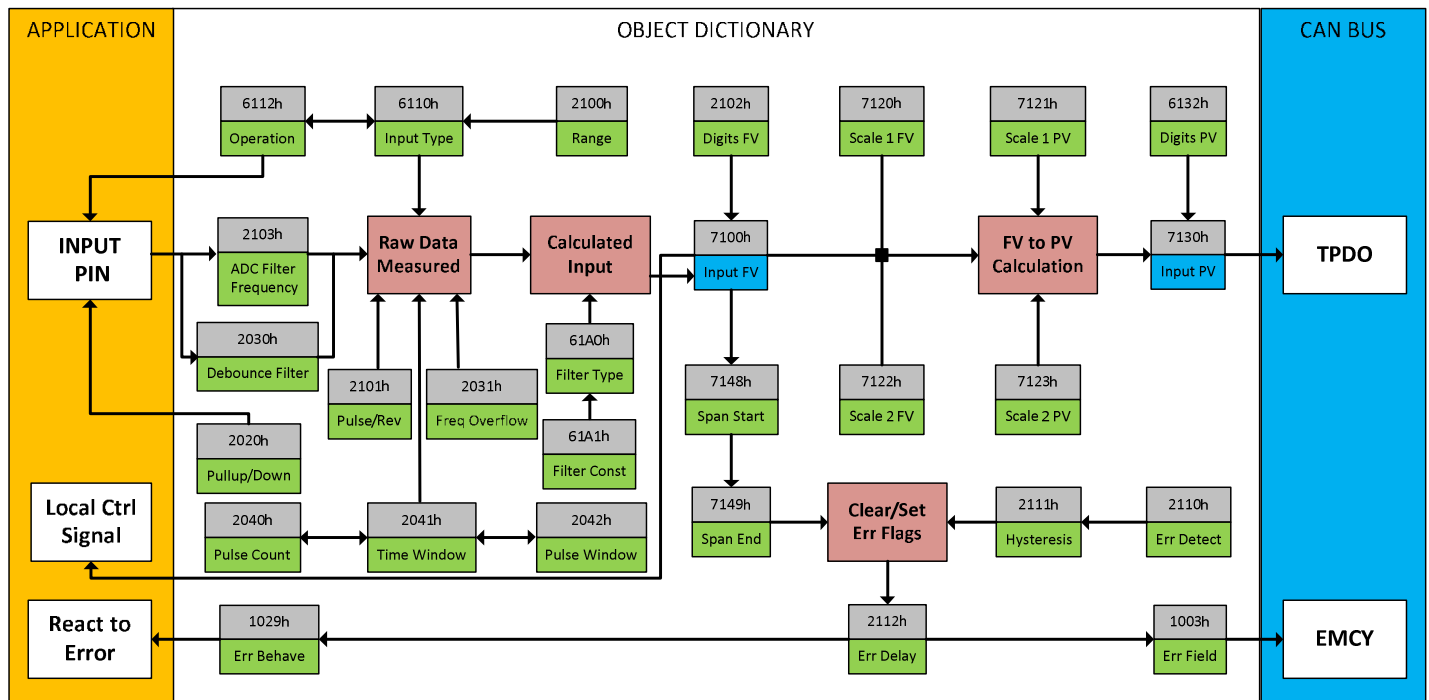 APPLICATION
OBJECT DICTIONARY
CAN BUS
6112h
Operation
6110h
Input Type
2100h
Range
2102h
Digits FV
7120h
Scale 1 FV
7121h
Scale 1 PV
6132h
Digits PV
INPUT
PIN
2103h
ADC Filter
Frequency
Raw Data
Measured
Calculated
Input
7100h
Input FV
FV to PV
Calculation
7130h
Input PV
TPDO
2030h
Debounce Filter
2101h
Pulse/Rev
2031h
Freq Overflow
61A0h
Filter Type
7148h
Span Start
7122h
Scale 2 FV
7123h
Scale 2 PV
2020h
Pullup/Down
61A1h
Filter Const
Local Ctrl
Signal
2040h
Pulse Count
2041h
Time Window
2042h
Pulse Window
7149h
Span End
Clear/Set
Err Flags
2111h
Hysteresis
2110h
Err Detect
React to
Error
1029h
Err Behave
2112h
Err Delay
1003h
Err Field
EMCY